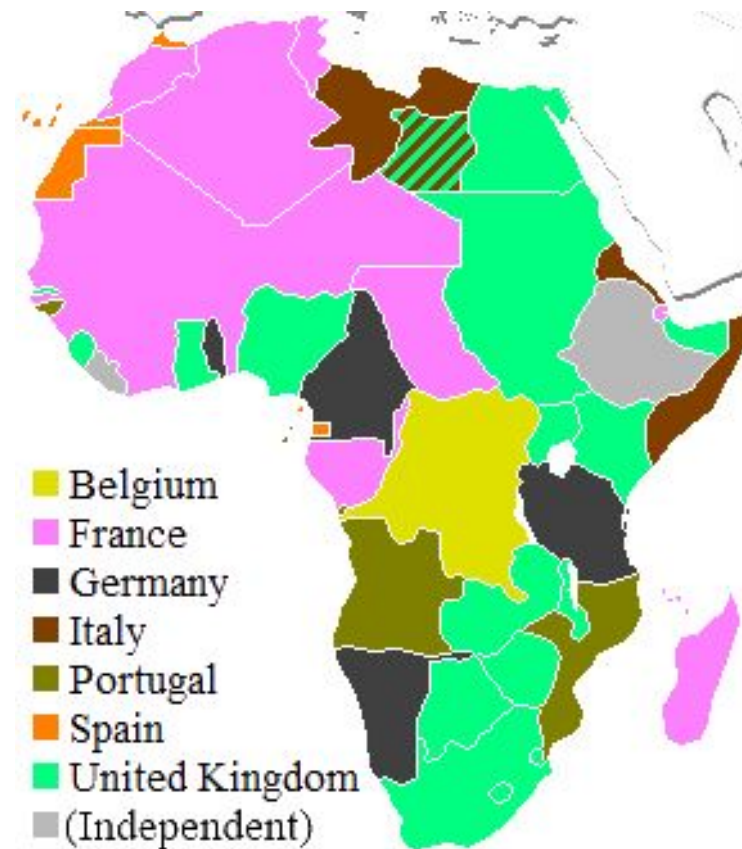 Belgium
France
Germany
Italy
Portugal
Spain
United Kingdom
(Independent)